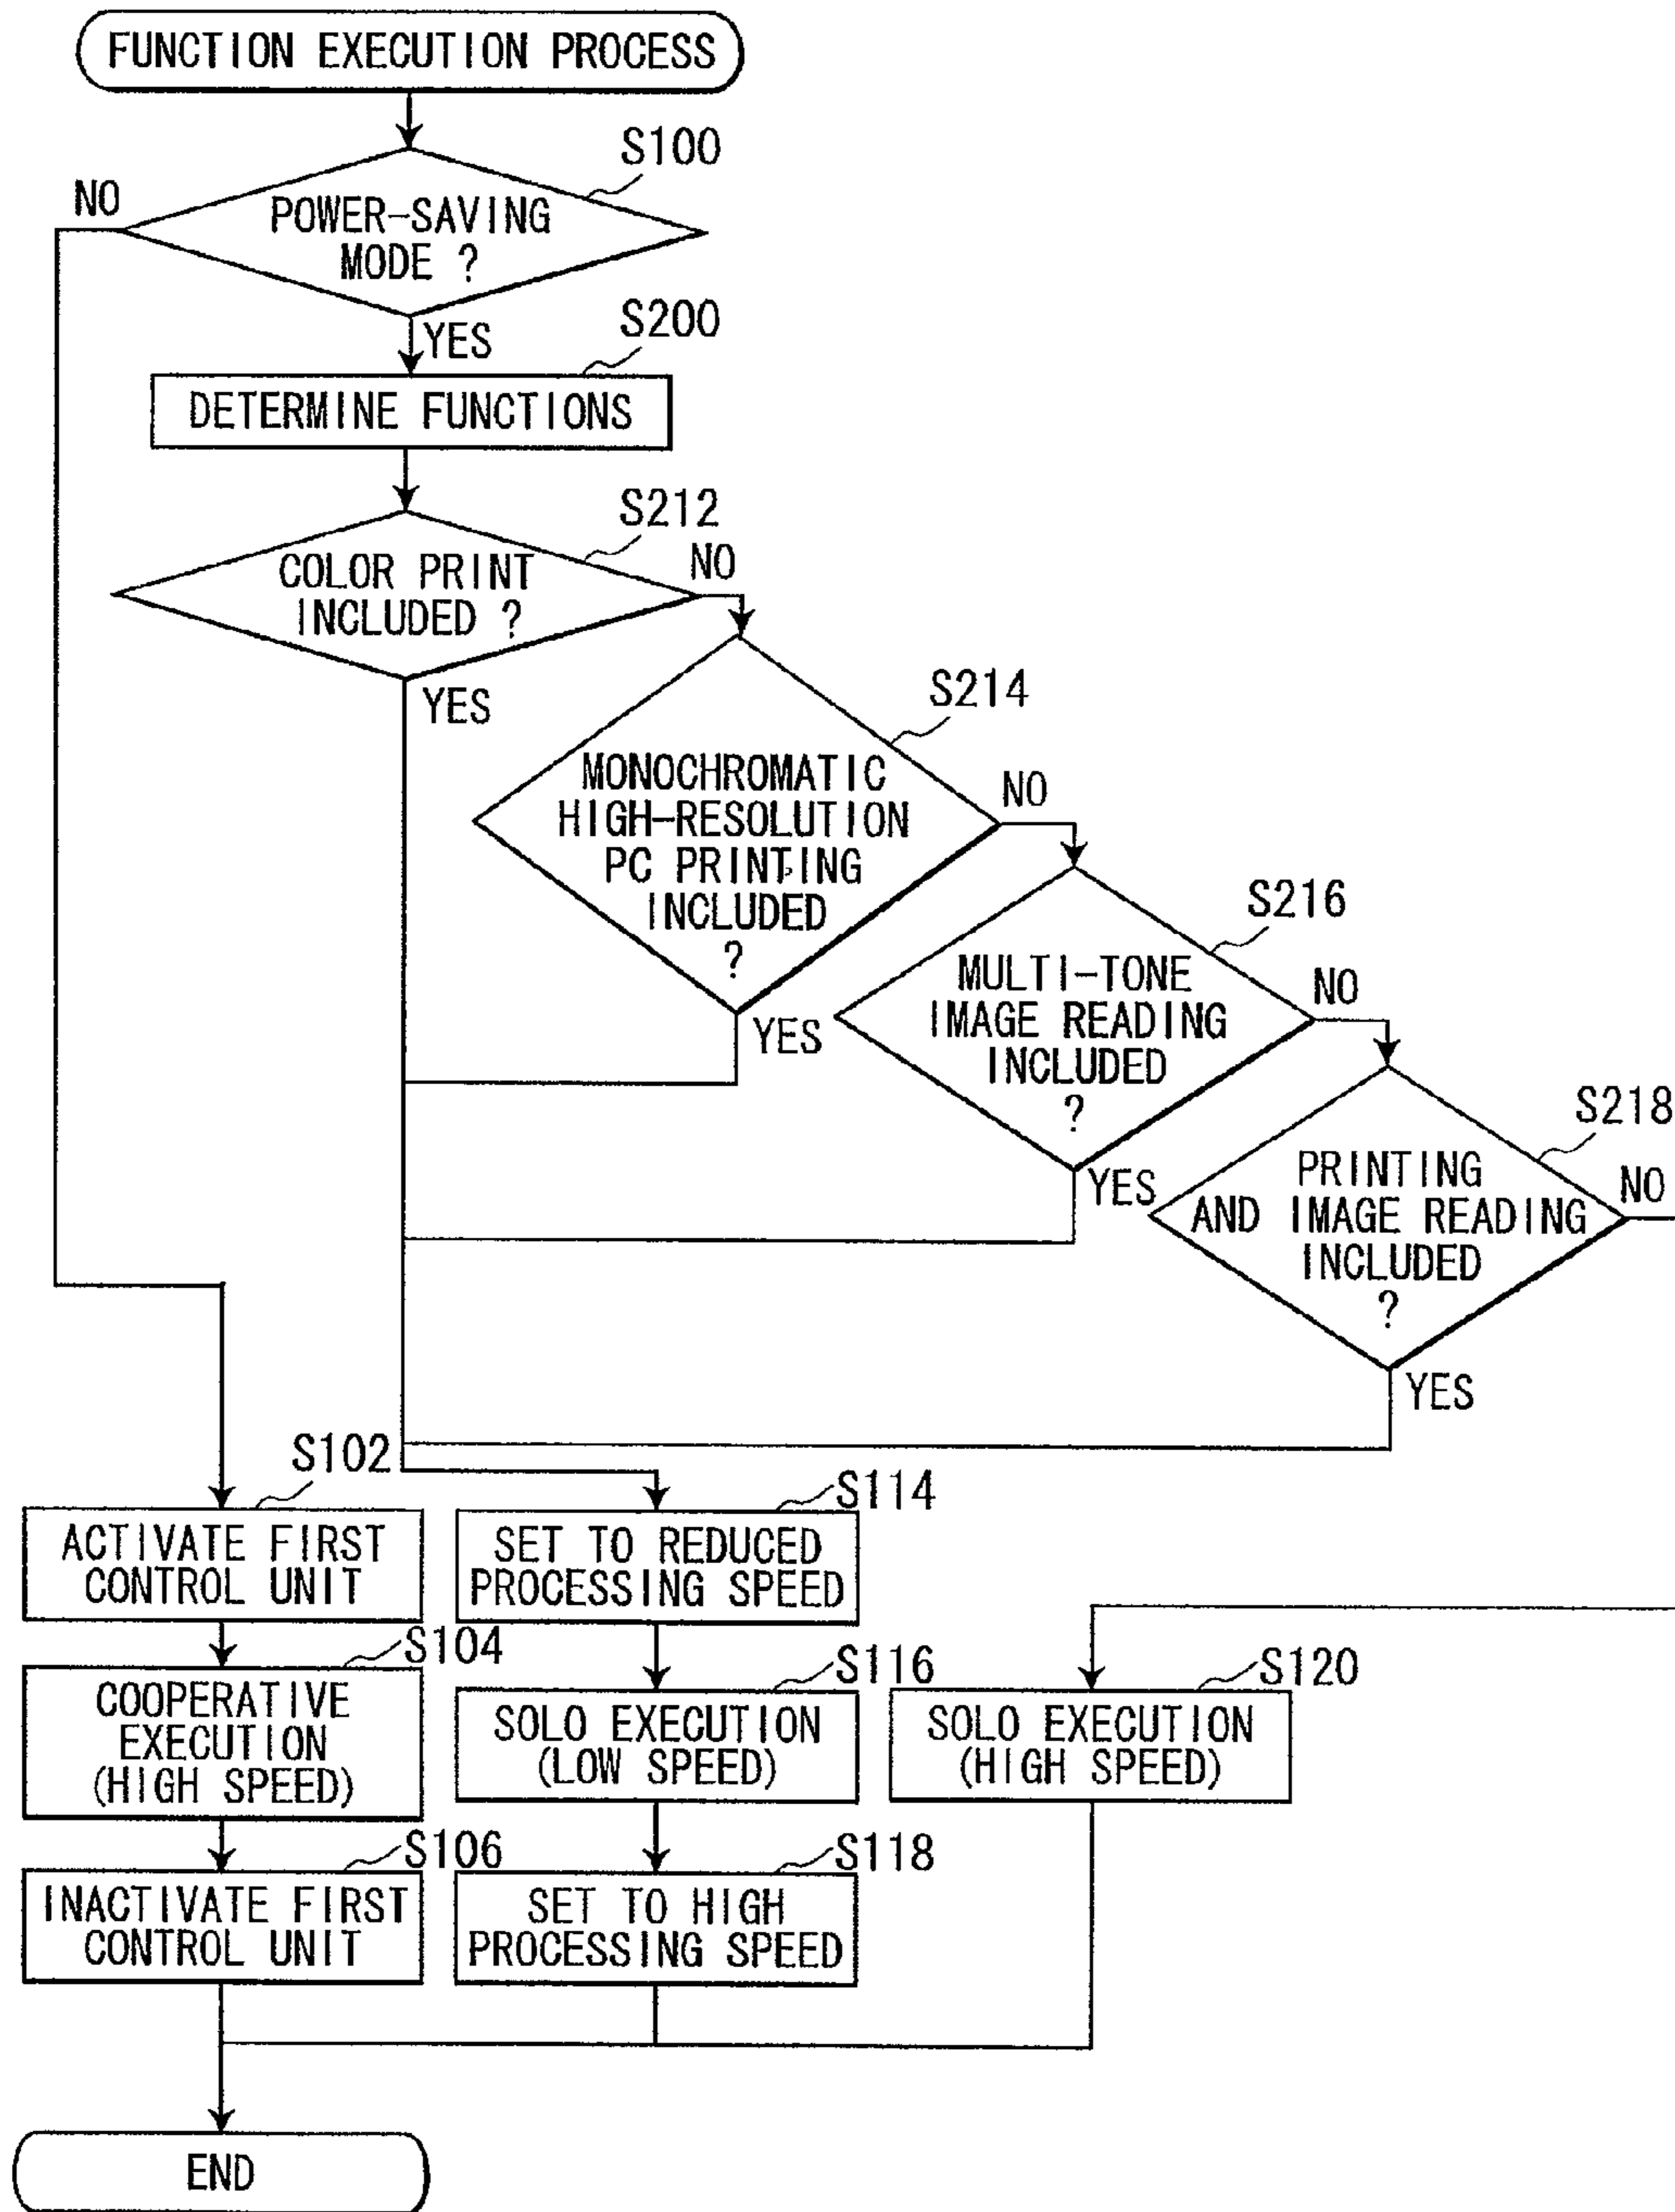 FUNCTION EXECUTION PROCESS
S100
NO
POWER-SAVING
MODE ?
YES
S200
DETERMINE FUNCTIONS
S212
COLOR PRINT
INCLUDED ?
NO
YES
S214
MONOCHROMATIC
HIGH-RESOLUTION
PC PRINTING
INCLUDED
?
NO
YES
S216
MULTI-TONE
IMAGE READING
INCLUDED
?
NO
YES
S218
PRINTING
AND IMAGE READING
INCLUDED
?
NO
YES
S102
ACTIVATE FIRST
CONTROL UNIT
S104
COOPERATIVE
EXECUTION
(HIGH SPEED)
S106
INACTIVATE FIRST
CONTROL UNIT
S114
SET TO REDUCED
PROCESSING SPEED
S116
SOLO EXECUTION
(LOW SPEED)
S118
SET TO HIGH
PROCESSING SPEED
S120
SOLO EXECUTION
(HIGH SPEED)
END